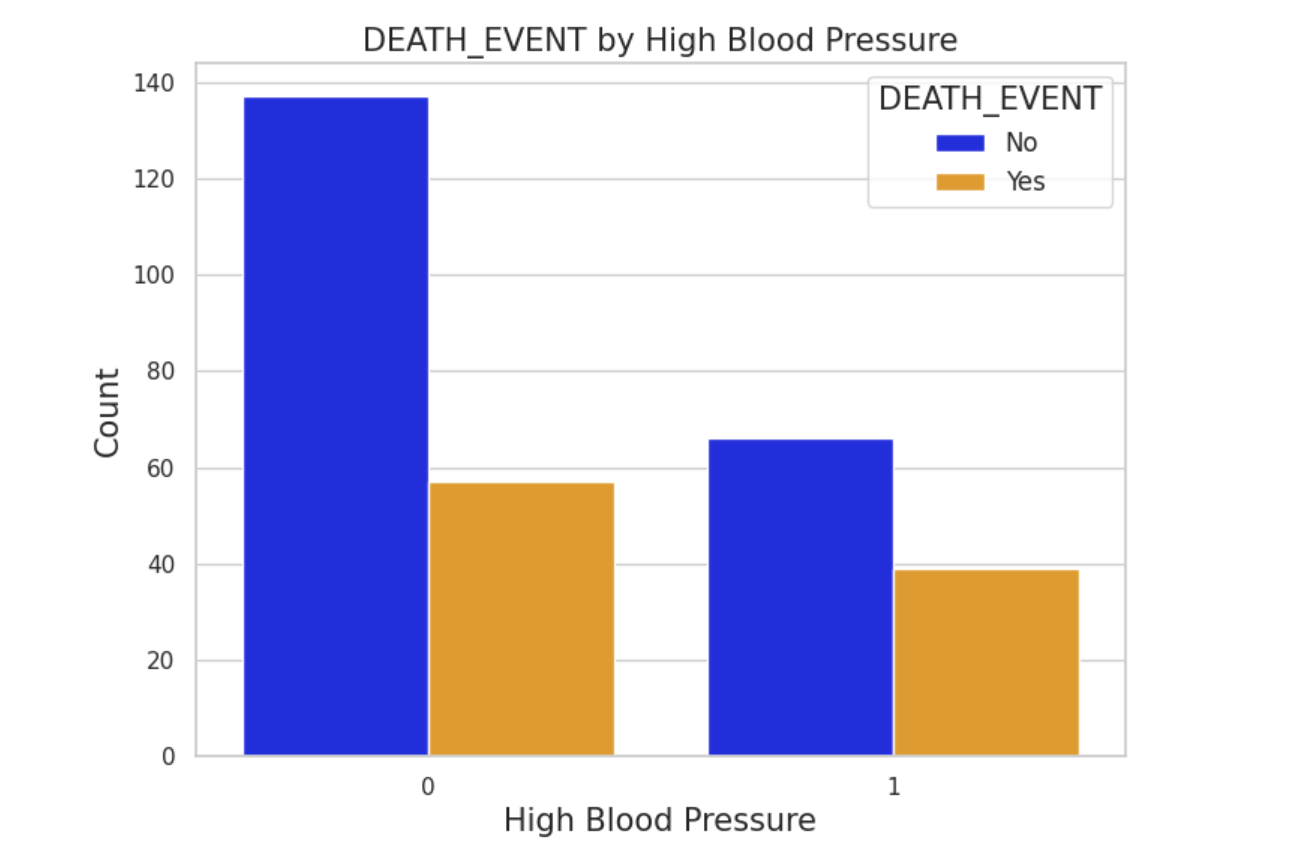 DEATH_EVENT by High Blood Pressure
140
120
100
80
60
40
20
0
Count
DEATH_EVENT
No
Yes
0 1
High Blood Pressure